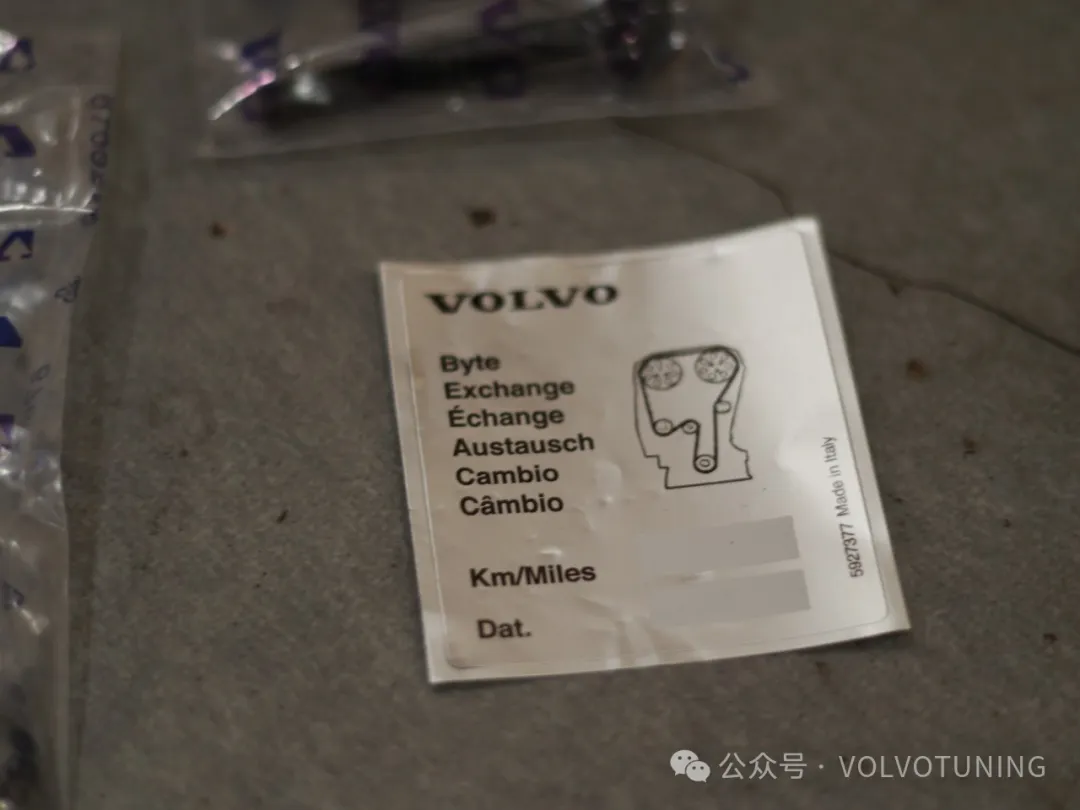 VOLVO
Byte
Exchange
Échange
Austausch
Cambio
Câmbio
Km/Miles
Dat.
5927377 Made in Italy
公众号 · VOLVOTUNING